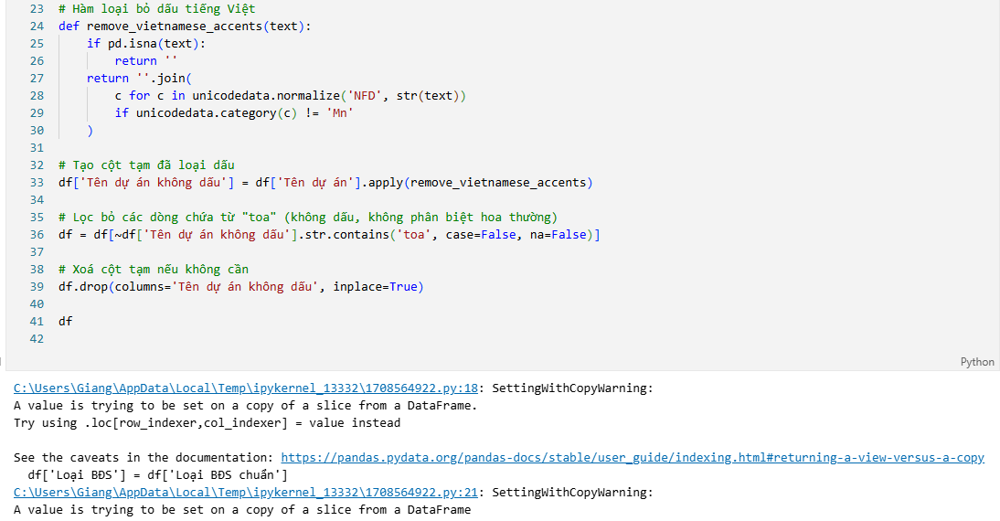 23 # Hàm loại bỏ dấu tiếng Việt
24 def remove_vietnamese_accents(text):
25     if pd.isna(text):
26         return ''
27     return ''.join(
28         c for c in unicodedata.normalize('NFD', str(text))
29         if unicodedata.category(c) != 'Mn'
30     )
31
32 # Tạo cột tạm đã loại dấu
33 df['Tên dự án không dấu'] = df['Tên dự án'].apply(remove_vietnamese_accents)
34
35 # Lọc bỏ các dòng chứa từ "toa" (không dấu, không phân biệt hoa thường)
36 df = df[~df['Tên dự án không dấu'].str.contains('toa', case=False, na=False)]
37
38 # Xoá cột tạm nếu không cần
39 df.drop(columns='Tên dự án không dấu', inplace=True)
40
41 df
42
Python
C:\Users\Giang\AppData\Local\Temp\ipykernel_13332\1708564922.py:18: SettingWithCopyWarning:
A value is trying to be set on a copy of a slice from a DataFrame.
Try using .loc[row_indexer,col_indexer] = value instead
See the caveats in the documentation: https://pandas.pydata.org/pandas-docs/stable/user_guide/indexing.html#returning-a-view-versus-a-copy
  df['Loại BĐS'] = df['Loại BĐS chuẩn']
C:\Users\Giang\AppData\Local\Temp\ipykernel_13332\1708564922.py:21: SettingWithCopyWarning:
A value is trying to be set on a copy of a slice from a DataFrame